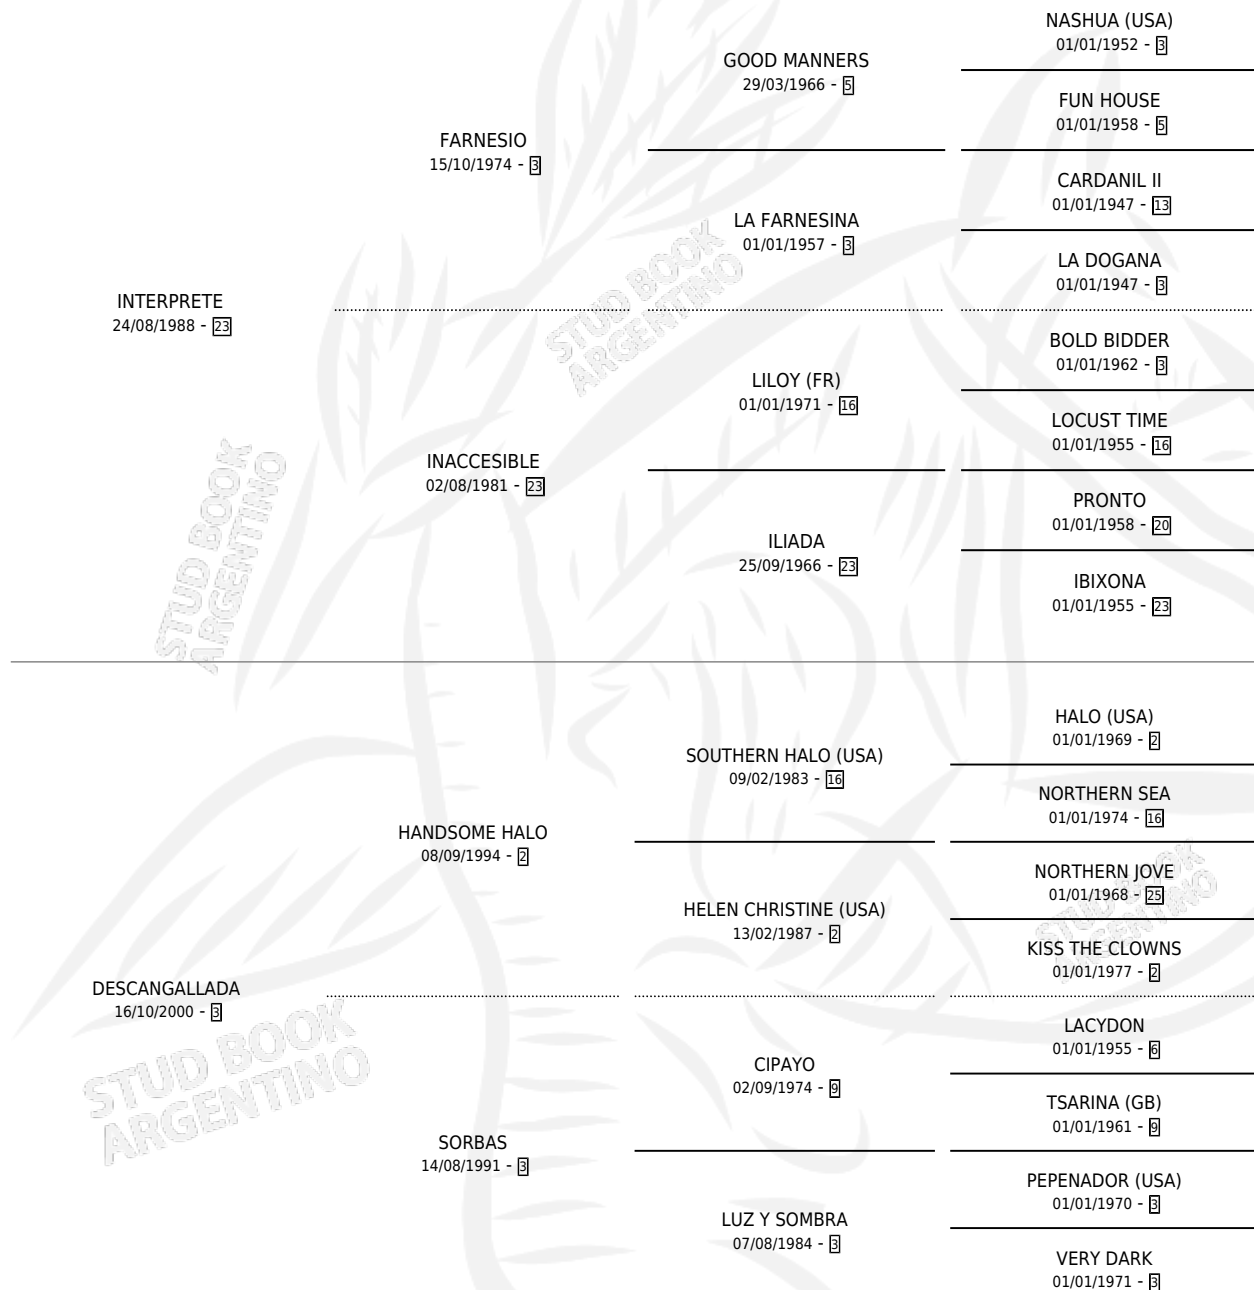 NASHUA (USA)
01/01/1952 - 3
GOOD MANNERS
29/03/1966 - 5
FUN HOUSE
01/01/1958 - 5
FARNESIO
15/10/1974 - 3
CARDANIL II
01/01/1947 - 13
LA FARNESINA
01/01/1957 - 3
LA DOGANA
01/01/1947 - 3
INTERPRETE
24/08/1988 - 23
BOLD BIDDER
01/01/1962 - 3
LILOY (FR)
01/01/1971 - 16
LOCUST TIME
01/01/1955 - 16
INACCESIBLE
02/08/1981 - 23
PRONTO
01/01/1958 - 20
ILIADA
25/09/1966 - 23
IBIXONA
01/01/1955 - 23
STUD BOOK
ARGENTINO
STUD BOOK
ARGENTINO
HALO (USA)
01/01/1969 - 2
SOUTHERN HALO (USA)
09/02/1983 - 16
NORTHERN SEA
01/01/1974 - 16
HANDSOME HALO
08/09/1994 - 2
NORTHERN JOVE
01/01/1968 - 25
HELEN CHRISTINE (USA)
13/02/1987 - 2
KISS THE CLOWNS
01/01/1977 - 2
DESCANGALLADA
16/10/2000 - 3
LACYDON
01/01/1955 - 6
CIPAYO
02/09/1974 - 9
TSARINA (GB)
01/01/1961 - 9
SORBAS
14/08/1991 - 3
PEPENADOR (USA)
01/01/1970 - 3
LUZ Y SOMBRA
07/08/1984 - 3
VERY DARK
01/01/1971 - 3
STUD BOOK
ARGENTINO
STUD BOOK
ARGENTINO